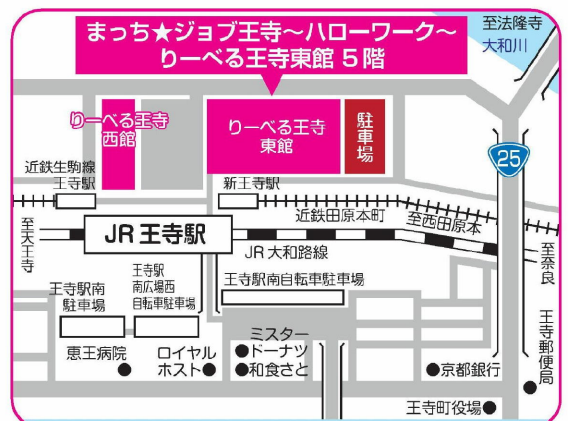 まっち★ジョブ王寺〜ハローワーク〜
りーべる王寺東館 5階
至法隆寺
大和川
りーべる王寺
西館
りーべる王寺
東館
駐車場
25
近鉄生駒線
王寺駅
新王寺駅
近鉄田原本町
至西田原本
至天王寺
JR王寺駅
JR大和路線
至奈良
王寺駅南
駐車場
王寺駅
南広場西
自転車駐車場
王寺駅南自転車駐車場
恵王病院
ロイヤル
ホスト
ミスター
ドーナツ
和食さと
京都銀行
王寺郵便局
王寺町役場